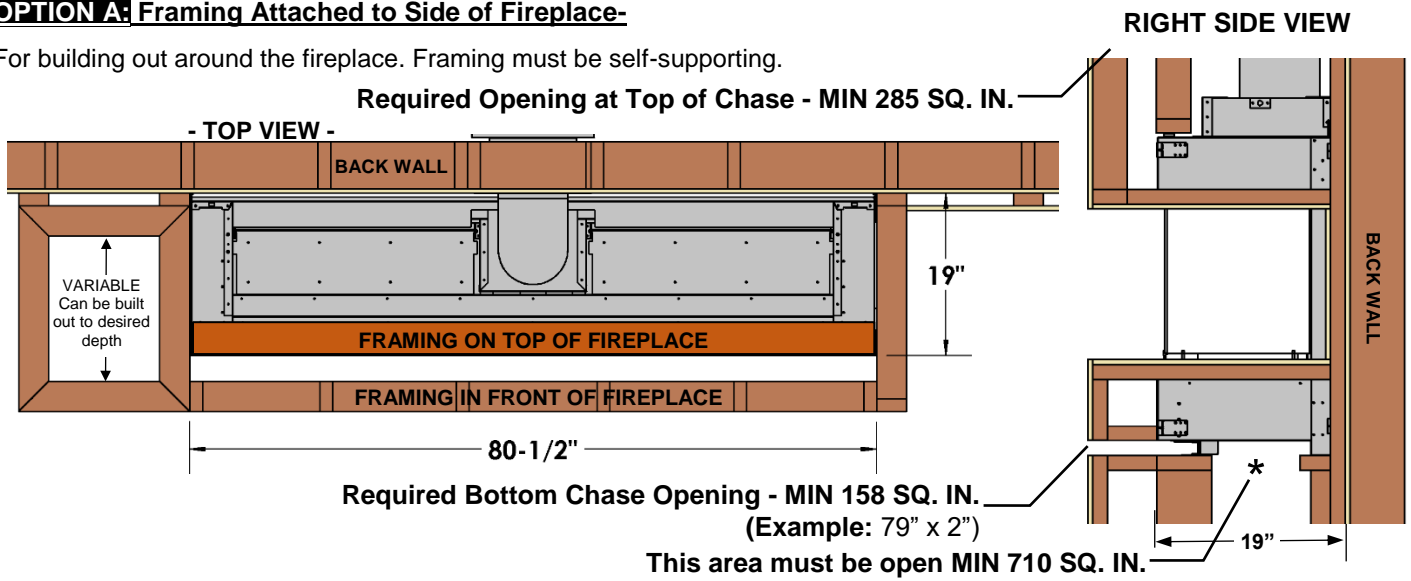 OPTION A: Framing Attached to Side of Fireplace-
RIGHT SIDE VIEW
For building out around the fireplace. Framing must be self-supporting.
Required Opening at Top of Chase - MIN 285 SQ. IN.
- TOP VIEW -
BACK WALL
VARIABLE
Can be built
out to desired
depth
19"
FRAMING ON TOP OF FIREPLACE
FRAMING IN FRONT OF FIREPLACE
80-1/2"
BACK WALL
Required Bottom Chase Opening - MIN 158 SQ. IN.
(Example: 79” x 2”)
*
This area must be open MIN 710 SQ. IN.
19”